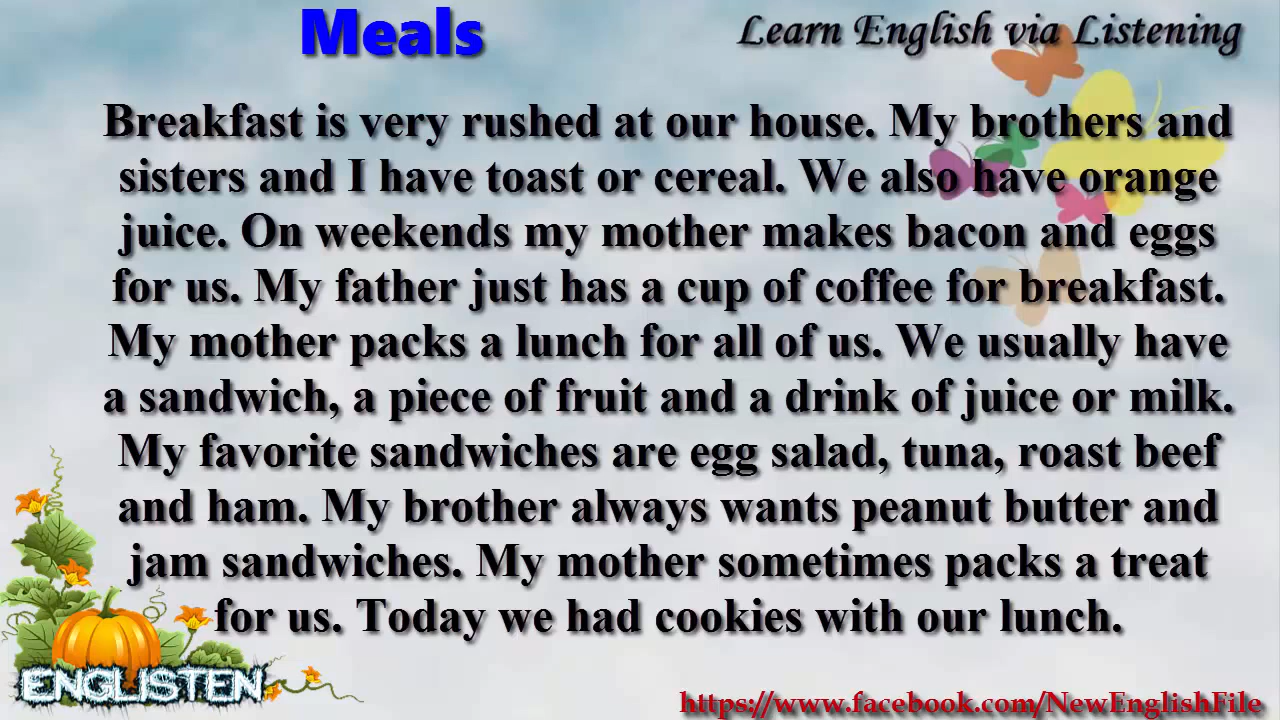 Meals
Learn English via Listening
Breakfast is very rushed at our house. My brothers and
sisters and I have toast or cereal. We also have orange
juice. On weekends my mother makes bacon and eggs
for us. My father just has a cup of coffee for breakfast.
My mother packs a lunch for all of us. We usually have
a sandwich, a piece of fruit and a drink of juice or milk.
My favorite sandwiches are egg salad, tuna, roast beef
and ham. My brother always wants peanut butter and
jam sandwiches. My mother sometimes packs a treat
for us. Today we had cookies with our lunch.
ENGLISTEN
https://www.facebook.com/NewEnglishFile